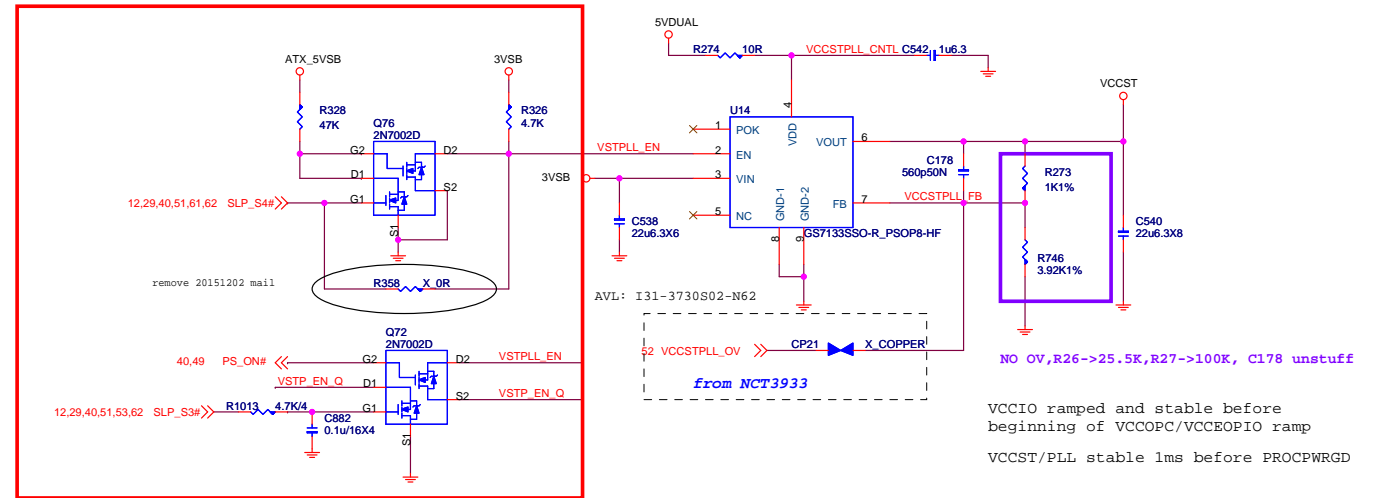 5VDUAL
R274 10R VCCSTPLL_CNTL C542 1u6.3
ATX_5VSB 3VSB VCCST
R328 47K
R326 4.7K
Q76
2N7002D
U14
4
1 POK VDD VOUT 6
G2 D2 VSTPLL_EN 2 EN
C178
560p50N
R273
1K1%
D1 3VSB 3 VIN
S2
12,29,40,51,61,62 SLP_S4# G1
FB 7 VCCSTPLL_FB
5 NC GND-1 GND-2
S1
C538
22u6.3X6
8 9
GS7133SSO-R_PSOP8-HF
C540
22u6.3X8
R746
3.92K1%
remove 20151202 mail
R358 X_0R
AVL: I31-3730S02-N62
Q72
2N7002D
52 VCCSTPLL_OV CP21 X_COPPER
40,49 PS_ON# G2 D2 VSTPLL_EN
NO OV,R26->25.5K,R27->100K, C178 unstuff
VSTP_EN_Q D1
from NCT3933
S2 VSTP_EN_Q
12,29,40,51,53,62 SLP_S3# R1013 4.7K/4 G1
C882
0.1u/16X4
S1
VCCIO ramped and stable before
beginning of VCCOPC/VCCEOPIO ramp
VCCST/PLL stable 1ms before PROCPWRGD